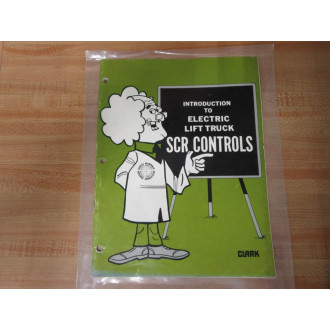 INTRODUCTION
TO
ELECTRIC
LIFT TRUCK
SCR CONTROLS
CLARK